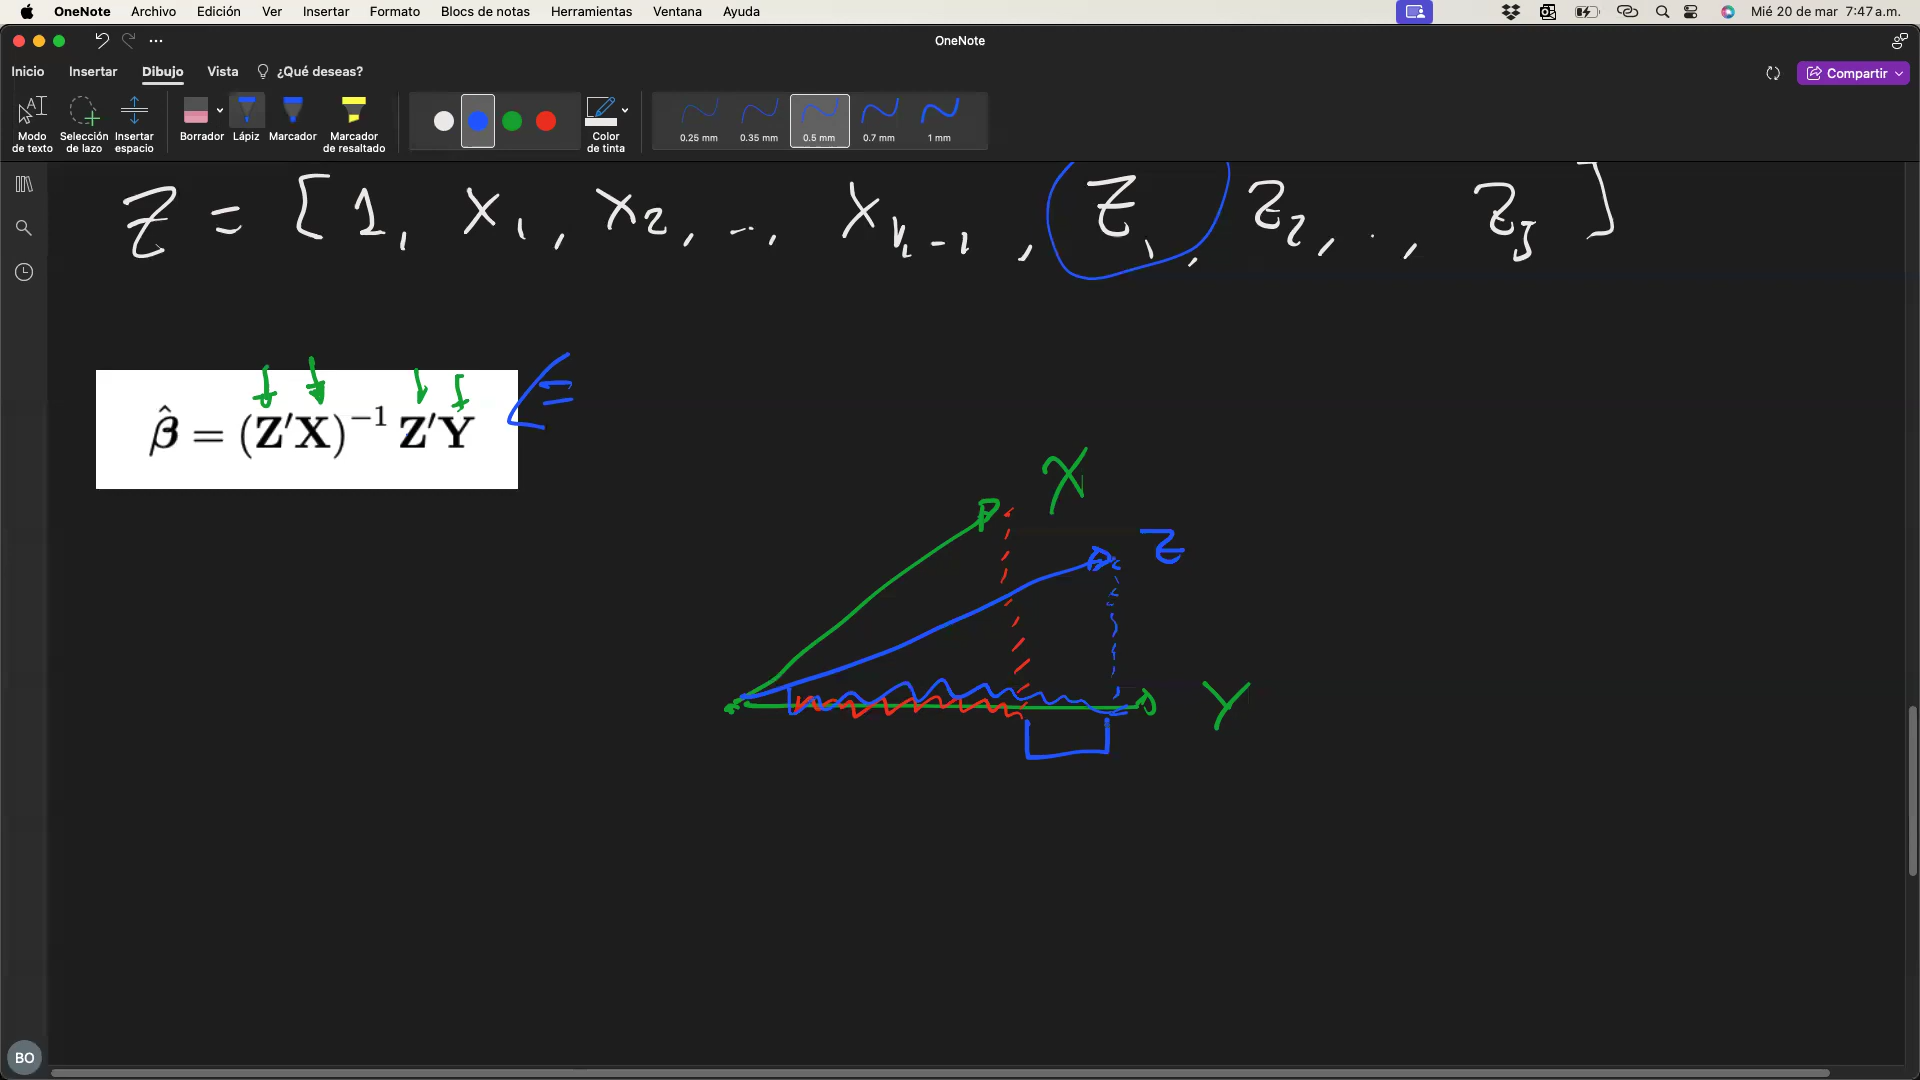 OneNote Archivo Edición Ver Insertar Formato Blocs de notas Herramientas Ventana Ayuda Mié 20 de mar 7:47 a.m.
OneNote
Inicio Insertar Dibujo Vista ¿Qué deseas? Compartir
Modo de texto
Selección de lazo
Insertar espacio
Borrador
Lápiz
Marcador
Marcador de resaltado
Color de tinta
0.25 mm 0.35 mm 0.5 mm 0.7 mm 1 mm
Z = [ 1, X₁, X₂, .., Xₖ₋₁, Z₁, Z₂, .., Z_J ]
β̂ = (Z′X)⁻¹ Z′Y
X
Z
Y
BO